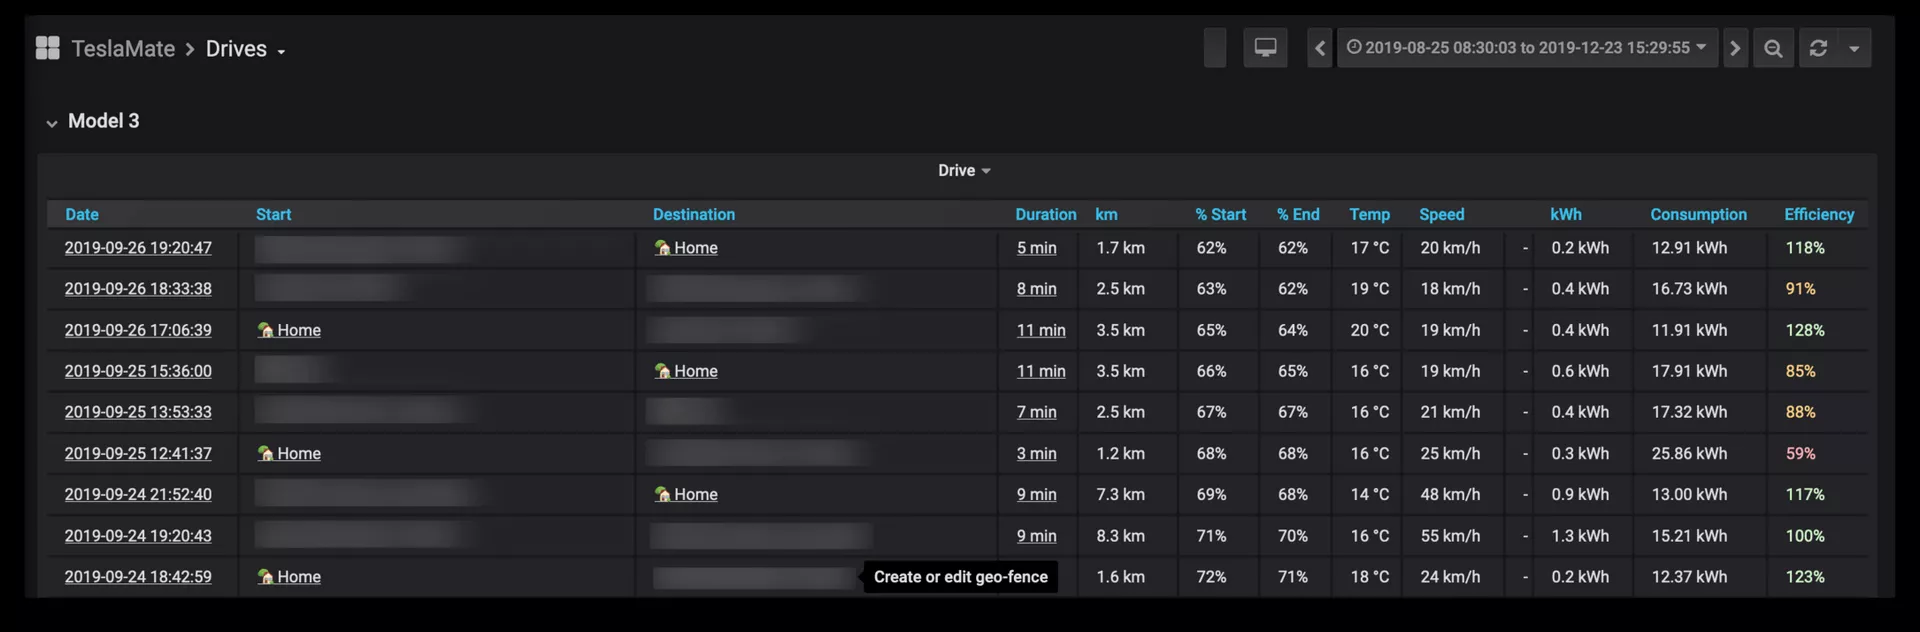 TeslaMate > Drives
2019-08-25 08:30:03 to 2019-12-23 15:29:55
Model 3
Drive
Date Start Destination Duration km % Start % End Temp Speed kWh Consumption Efficiency
2019-09-26 19:20:47 Home 5 min 1.7 km 62% 62% 17 °C 20 km/h - 0.2 kWh 12.91 kWh 118%
2019-09-26 18:33:38 8 min 2.5 km 63% 62% 19 °C 18 km/h - 0.4 kWh 16.73 kWh 91%
2019-09-26 17:06:39 Home 11 min 3.5 km 65% 64% 20 °C 19 km/h - 0.4 kWh 11.91 kWh 128%
2019-09-25 15:36:00 Home 11 min 3.5 km 66% 65% 16 °C 19 km/h - 0.6 kWh 17.91 kWh 85%
2019-09-25 13:53:33 7 min 2.5 km 67% 67% 16 °C 21 km/h - 0.4 kWh 17.32 kWh 88%
2019-09-25 12:41:37 Home 3 min 1.2 km 68% 68% 16 °C 25 km/h - 0.3 kWh 25.86 kWh 59%
2019-09-24 21:52:40 Home 9 min 7.3 km 69% 68% 14 °C 48 km/h - 0.9 kWh 13.00 kWh 117%
2019-09-24 19:20:43 9 min 8.3 km 71% 70% 16 °C 55 km/h - 1.3 kWh 15.21 kWh 100%
2019-09-24 18:42:59 Home Create or edit geo-fence 1.6 km 72% 71% 18 °C 24 km/h - 0.2 kWh 12.37 kWh 123%